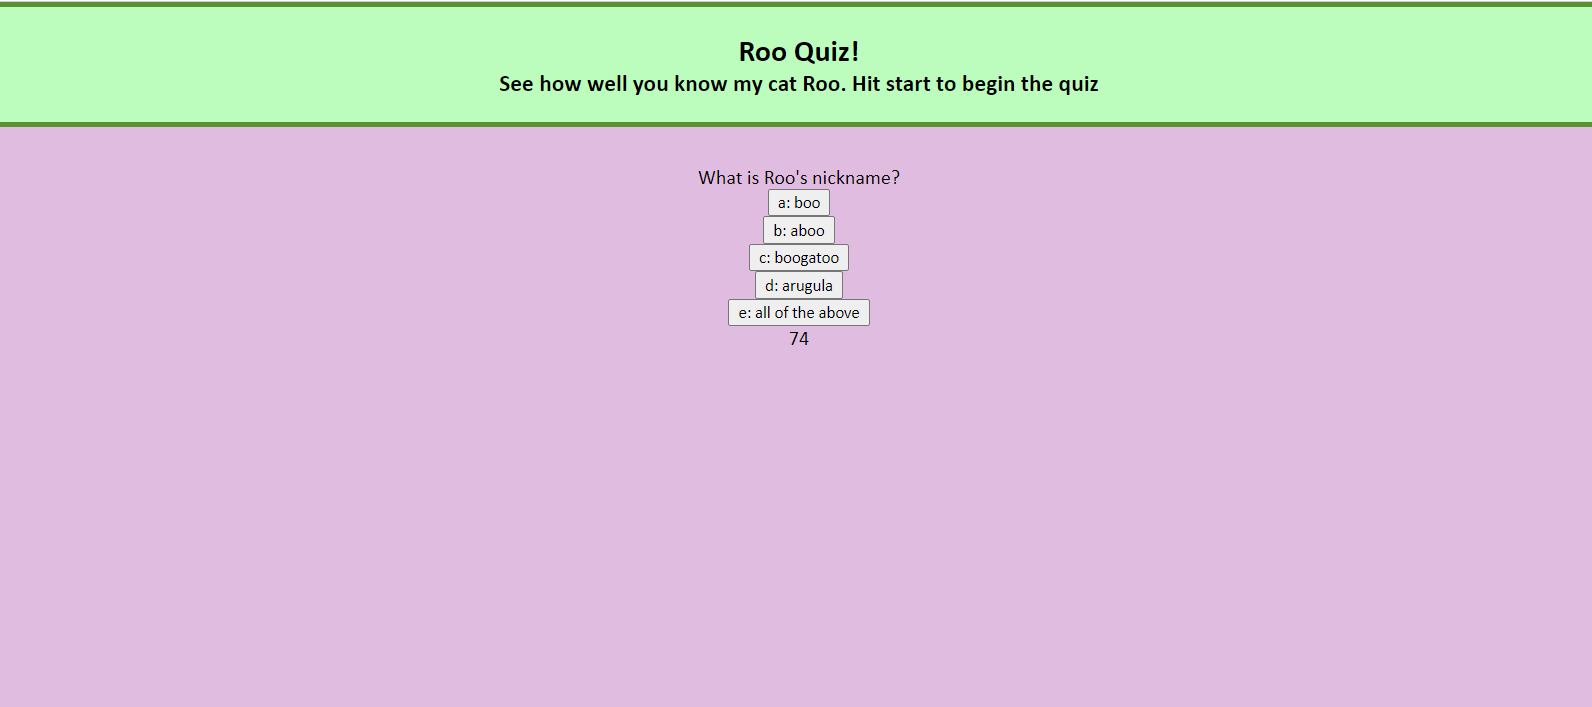 Roo Quiz!
See how well you know my cat Roo. Hit start to begin the quiz
What is Roo's nickname?
a: boo
b: aboo
c: boogatoo
d: arugula
e: all of the above
74